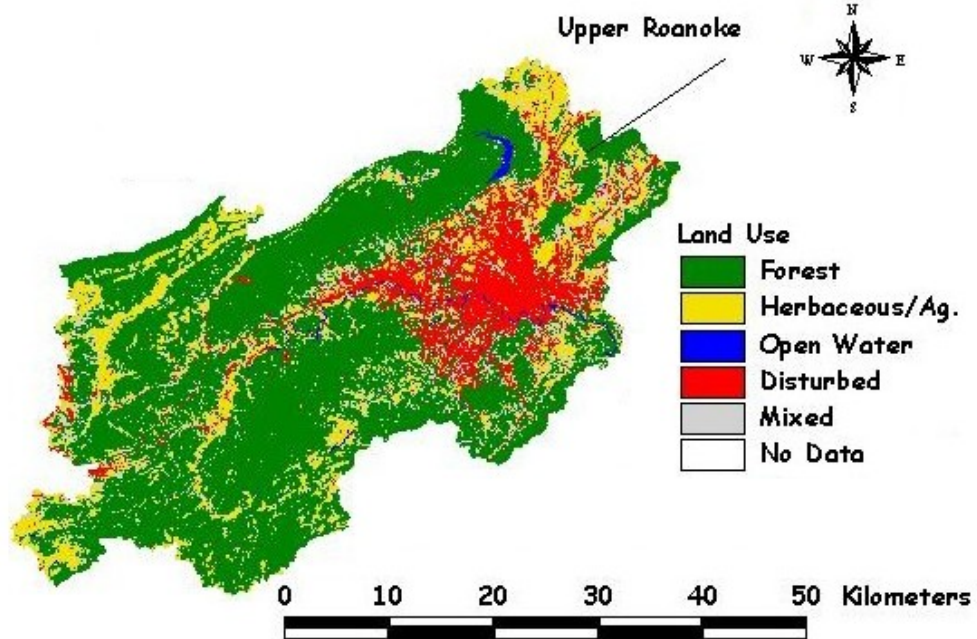 Upper Roanoke
N
W E
S
Land Use
Forest
Herbaceous/Ag.
Open Water
Disturbed
Mixed
No Data
0 10 20 30 40 50 Kilometers